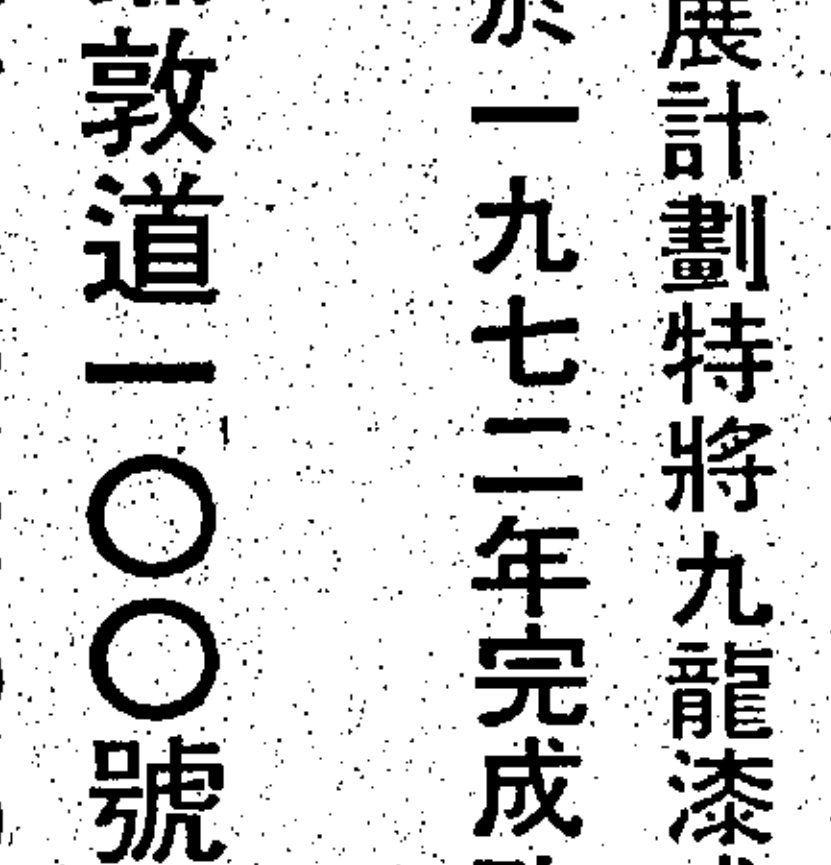 展計劃特將九龍漆
於一九七二年完成
敦道一〇〇號